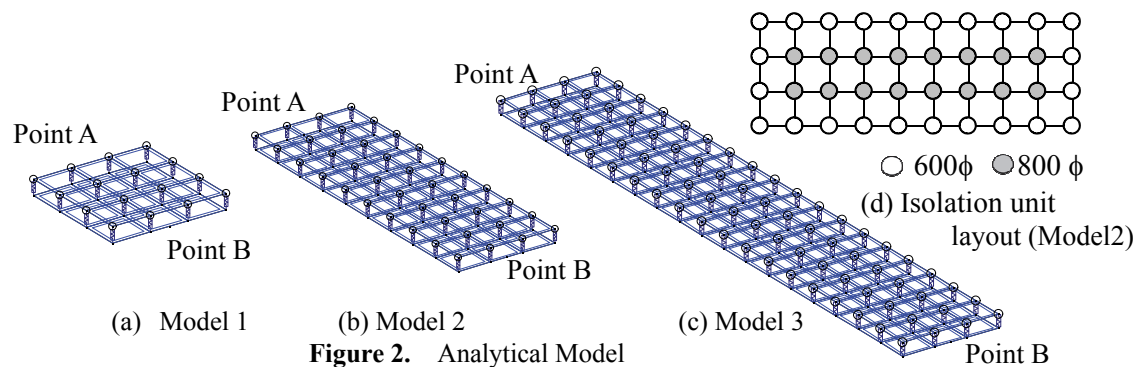 Point A
Point B
(a) Model 1
Point A
Point B
(b) Model 2
Point A
Point B
(c) Model 3
600ϕ 800 ϕ
(d) Isolation unit
layout (Model2)
Figure 2. Analytical Model